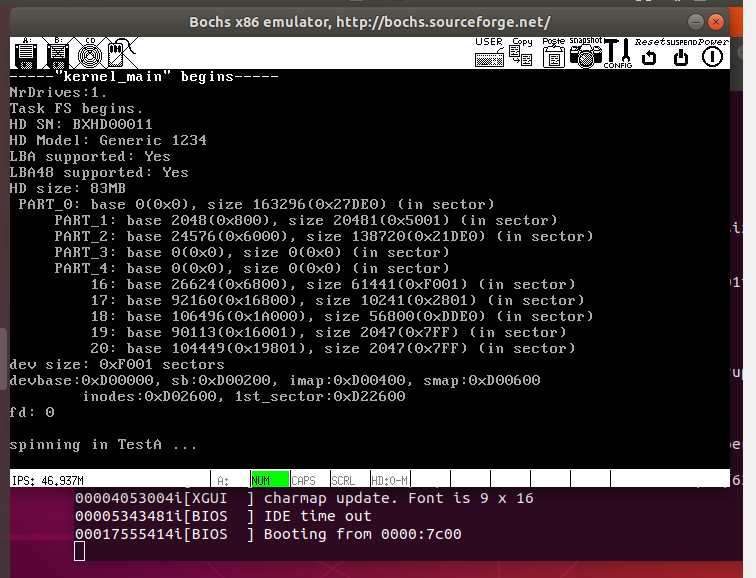 Bochs x86 emulator, http://bochs.sourceforge.net/
A: B: USER Copy Paste snapshot CONFIG Reset SUSPEND Power
-----"kernel_main" begins-----
NrDrives:1.
Task FS begins.
HD SN: BXHD00011
HD Model: Generic 1234
LBA supported: Yes
LBA48 supported: Yes
HD size: 83MB
PART_0: base 0(0x0), size 163296(0x27DE0) (in sector)
PART_1: base 2048(0x800), size 20481(0x5001) (in sector)
PART_2: base 24576(0x6000), size 138720(0x21DE0) (in sector)
PART_3: base 0(0x0), size 0(0x0) (in sector)
PART_4: base 0(0x0), size 0(0x0) (in sector)
16: base 26624(0x6800), size 61441(0xF001) (in sector)
17: base 92160(0x16800), size 10241(0x2801) (in sector)
18: base 106496(0x1A000), size 56800(0xDDE0) (in sector)
19: base 90113(0x16001), size 2047(0x7FF) (in sector)
20: base 104449(0x19801), size 2047(0x7FF) (in sector)
dev size: 0xF001 sectors
devbase:0xD00000, sb:0xD00200, imap:0xD00400, smap:0xD00600
inodes:0xD02600, 1st_sector:0xD22600
fd: 0
spinning in TestA ...
IPS: 46.937M A: NUM CAPS SCRL HD:0-M
00004053004i[XGUI ] charmap update. Font is 9 x 16
00005343481i[BIOS ] IDE time out
00017555414i[BIOS ] Booting from 0000:7c00